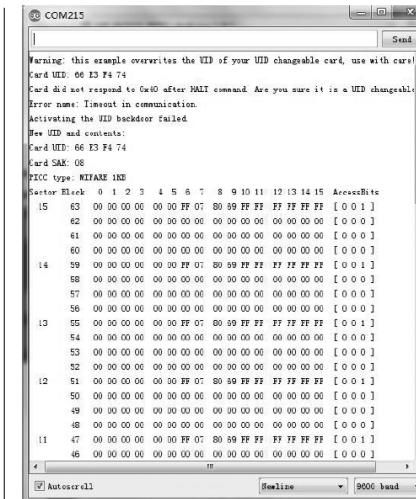 COM215
Send
Warning: this example overwrites the UID of your UID changeable card, use with care!
Card UID: 66 E3 F4 74
Card did not respond to 0x40 after HALT command. Are you sure it is a UID changeable
Error name: Timeout in communication.
Activating the UID backdoor failed.
New UID and contents:
Card UID: 66 E3 F4 74
Card SAK: 08
PICC type: MIFARE 1KB
Sector Block 0 1 2 3 4 5 6 7 8 9 10 11 12 13 14 15 AccessBits
15 63 00 00 00 00 00 00 FF 07 80 69 FF FF FF FF FF FF [ 0 0 1 ]
62 00 00 00 00 00 00 00 00 00 00 00 00 00 00 00 00 [ 0 0 0 ]
61 00 00 00 00 00 00 00 00 00 00 00 00 00 00 00 00 [ 0 0 0 ]
60 00 00 00 00 00 00 00 00 00 00 00 00 00 00 00 00 [ 0 0 0 ]
14 59 00 00 00 00 00 00 FF 07 80 69 FF FF FF FF FF FF [ 0 0 1 ]
58 00 00 00 00 00 00 00 00 00 00 00 00 00 00 00 00 [ 0 0 0 ]
57 00 00 00 00 00 00 00 00 00 00 00 00 00 00 00 00 [ 0 0 0 ]
56 00 00 00 00 00 00 00 00 00 00 00 00 00 00 00 00 [ 0 0 0 ]
13 55 00 00 00 00 00 00 FF 07 80 69 FF FF FF FF FF FF [ 0 0 1 ]
54 00 00 00 00 00 00 00 00 00 00 00 00 00 00 00 00 [ 0 0 0 ]
53 00 00 00 00 00 00 00 00 00 00 00 00 00 00 00 00 [ 0 0 0 ]
52 00 00 00 00 00 00 00 00 00 00 00 00 00 00 00 00 [ 0 0 0 ]
12 51 00 00 00 00 00 00 FF 07 80 69 FF FF FF FF FF FF [ 0 0 1 ]
50 00 00 00 00 00 00 00 00 00 00 00 00 00 00 00 00 [ 0 0 0 ]
49 00 00 00 00 00 00 00 00 00 00 00 00 00 00 00 00 [ 0 0 0 ]
48 00 00 00 00 00 00 00 00 00 00 00 00 00 00 00 00 [ 0 0 0 ]
11 47 00 00 00 00 00 00 FF 07 80 69 FF FF FF FF FF FF [ 0 0 1 ]
46 00 00 00 00 00 00 00 00 00 00 00 00 00 00 00 00 [ 0 0 0 ]
Autoscroll Newline 9600 baud